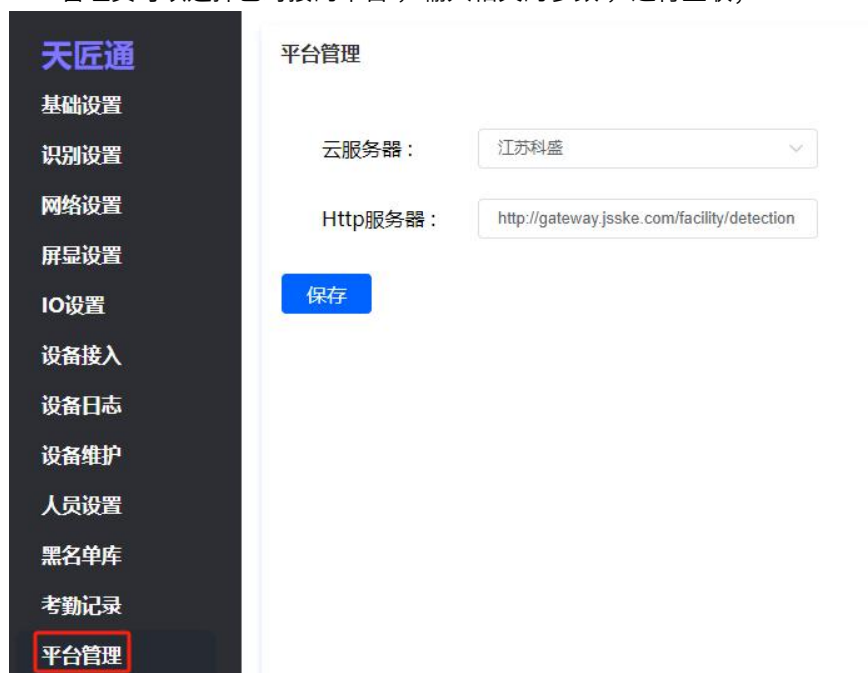 天匠通
基础设置
识别设置
网络设置
屏显设置
IO设置
设备接入
设备日志
设备维护
人员设置
黑名单库
考勤记录
平台管理
平台管理
云服务器：
江苏科盛
Http服务器：
http://gateway.jsske.com/facility/detection
保存